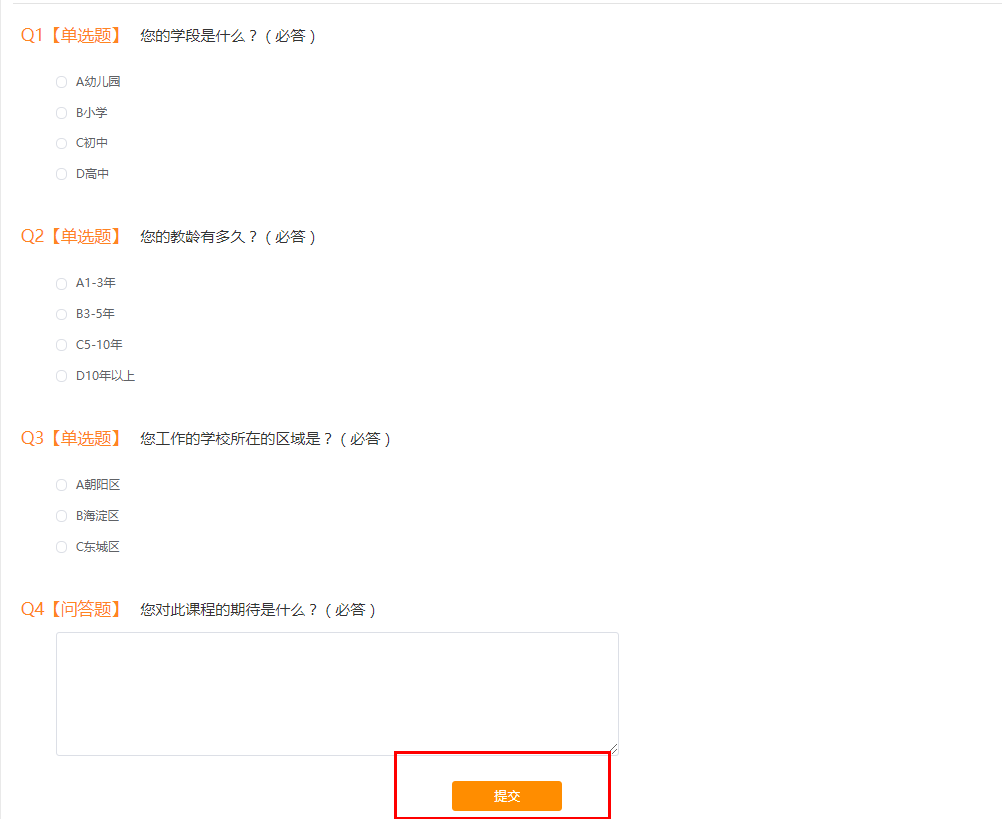 Q1【单选题】 您的学段是什么？(必答)
A幼儿园
B小学
C初中
D高中
Q2【单选题】 您的教龄有多久？(必答)
A1-3年
B3-5年
C5-10年
D10年以上
Q3【单选题】 您工作的学校所在的区域是？(必答)
A朝阳区
B海淀区
C东城区
Q4【问答题】 您对此课程的期待是什么？(必答)
提交